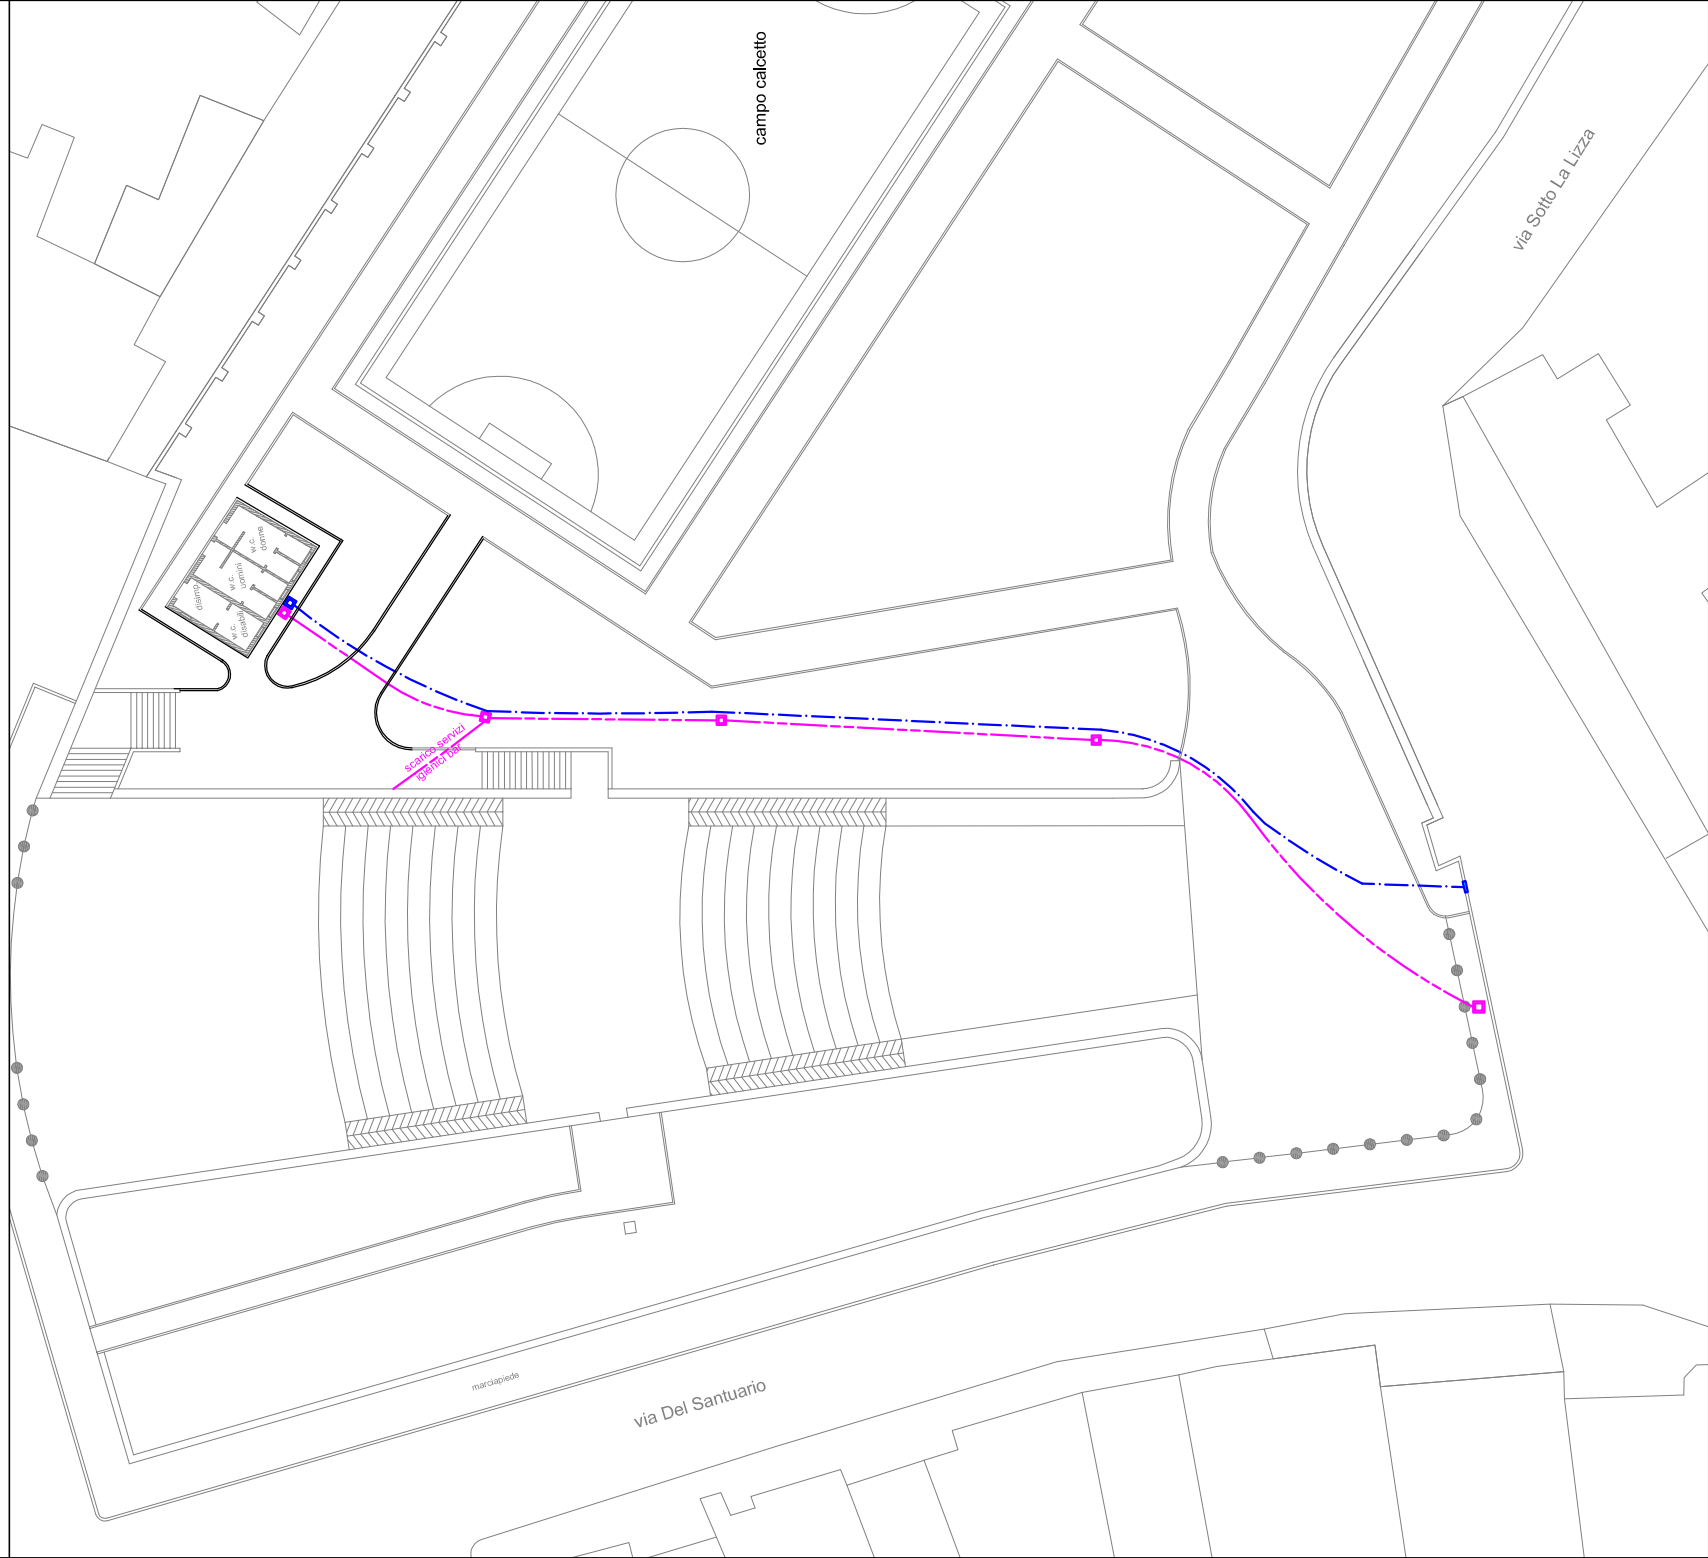 campo calcetto
via Sotto La Lizza
w.c.
donne
w.c.
uomini
disimp.
w.c.
disabili
scarico servizi
igienici bar
marciapiede
via Del Santuario